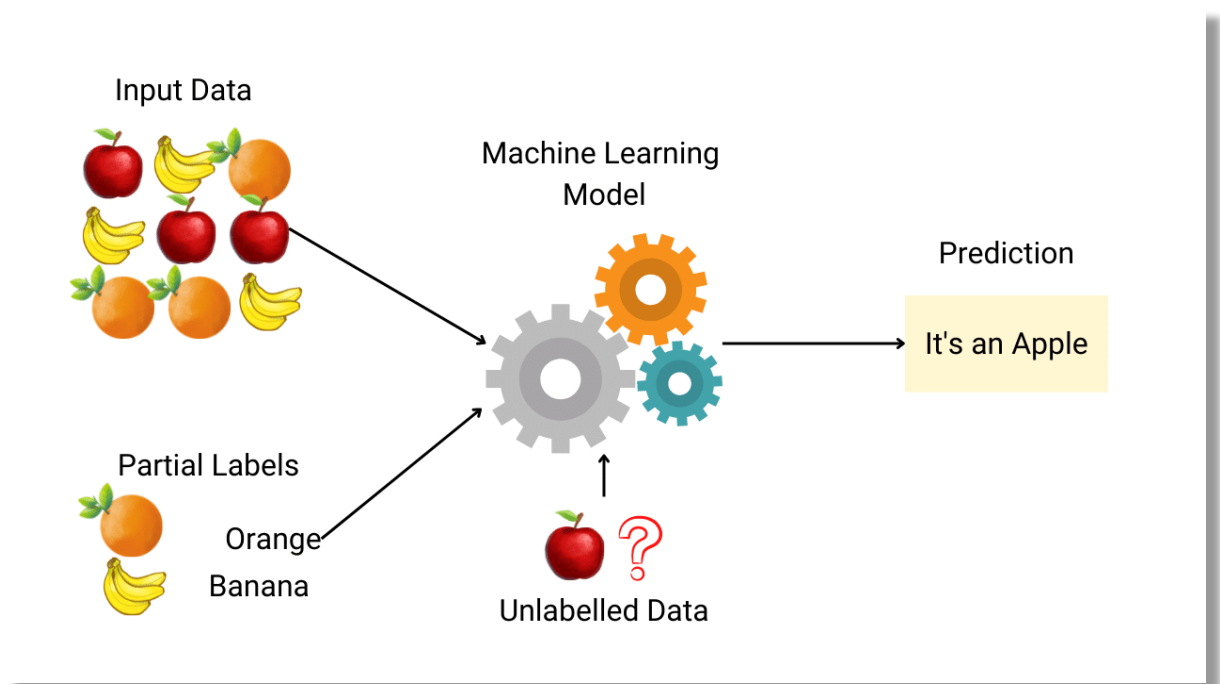 Input Data
Machine Learning
Model
Prediction
It's an Apple
Partial Labels
Orange
Banana
?
Unlabelled Data